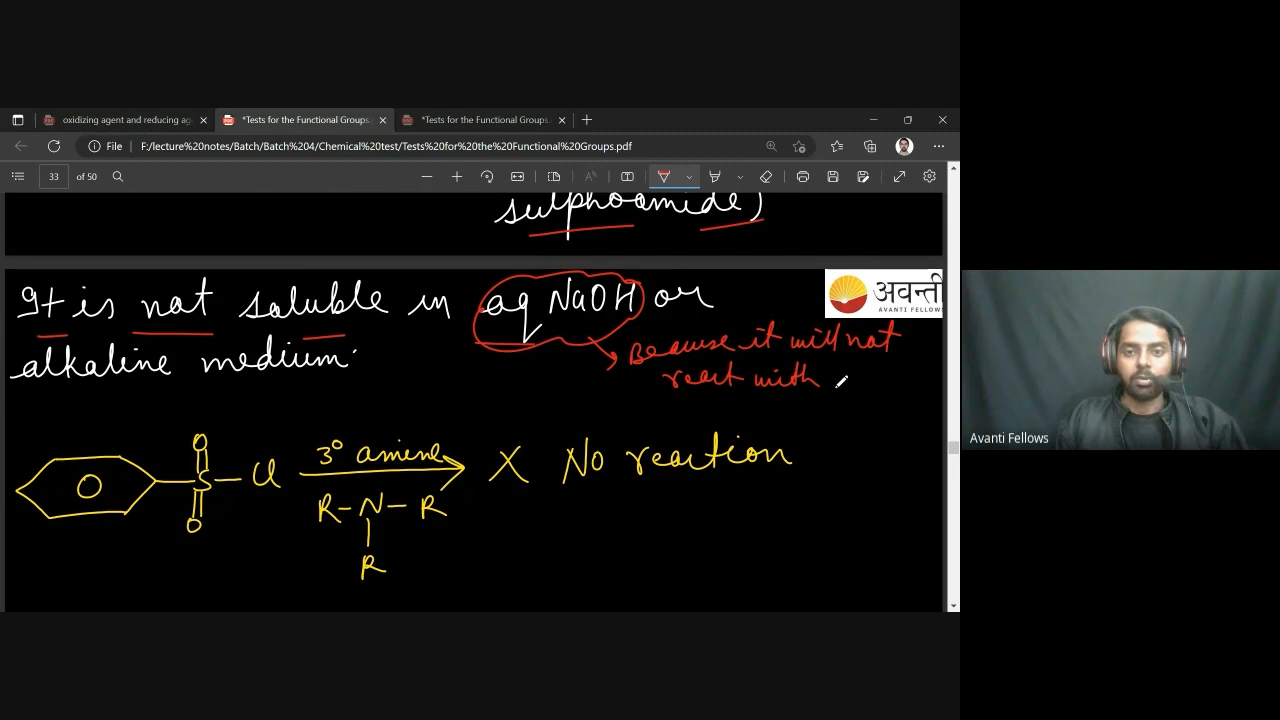 oxidizing agent and reducing ag
*Tests for the Functional Groups.
*Tests for the Functional Groups.
File
F:/lecture%20notes/Batch/Batch%204/Chemical%20test/Tests%20for%20the%20Functional%20Groups.pdf
33 of 50
sulphoamide)
It is not soluble in aq NaOH or
alkaline medium.
अवन्ती
AVANTI FELLOWS
Because it will not
react with
O
S
Cl
O
3° amine
R-N-R
R
X No reaction
Avanti Fellows